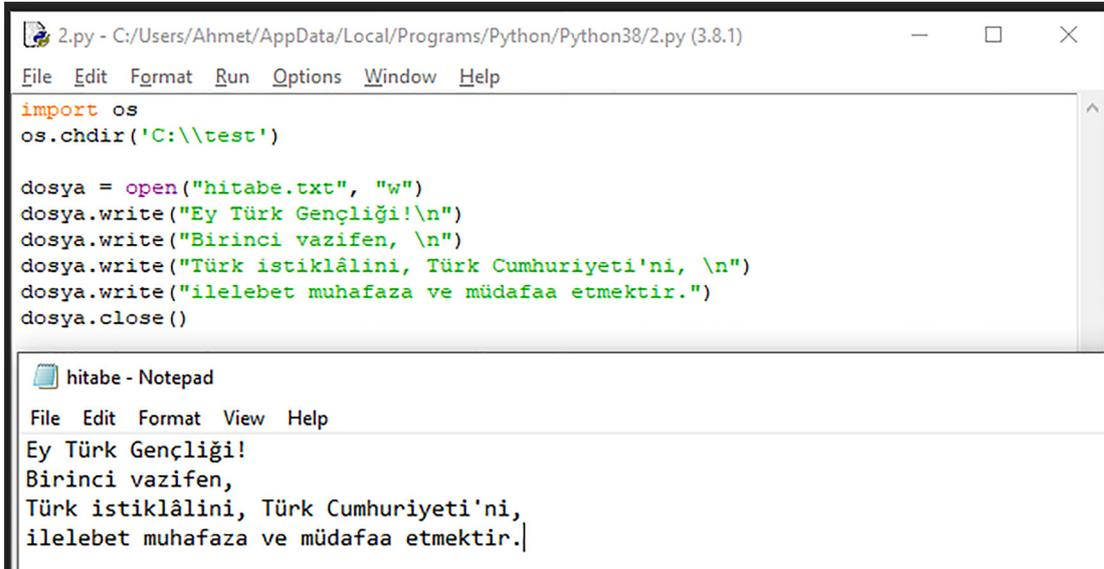 2.py - C:/Users/Ahmet/AppData/Local/Programs/Python/Python38/2.py (3.8.1)
File Edit Format Run Options Window Help
import os
os.chdir('C:\\test')
dosya = open("hitabe.txt", "w")
dosya.write("Ey Türk Gençliği!\n")
dosya.write("Birinci vazifen, \n")
dosya.write("Türk istiklâlini, Türk Cumhuriyeti'ni, \n")
dosya.write("ilelebet muhafaza ve müdafaa etmektir.")
dosya.close()
hitabe - Notepad
File Edit Format View Help
Ey Türk Gençliği!
Birinci vazifen,
Türk istiklâlini, Türk Cumhuriyeti'ni,
ilelebet muhafaza ve müdafaa etmektir.